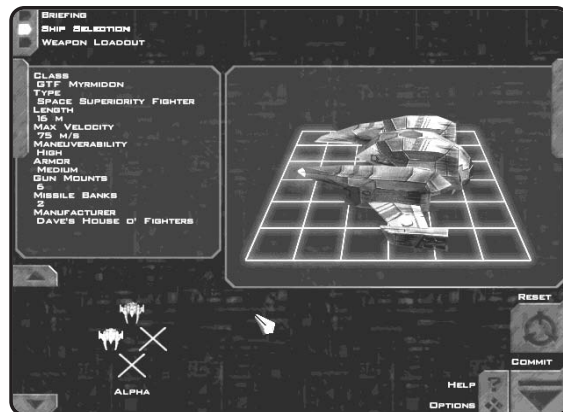 BRIEFING
SHIP SELECTION
WEAPON LOADOUT
CLASS
GTF MYRMIDON
TYPE
SPACE SUPERIORITY FIGHTER
LENGTH
16 M
MAX VELOCITY
75 M/S
MANEUVERABILITY
HIGH
ARMOR
MEDIUM
GUN MOUNTS
6
MISSILE BANKS
2
MANUFACTURER
DAVE'S HOUSE O' FIGHTERS
RESET
COMMIT
ALPHA
HELP
?
OPTIONS